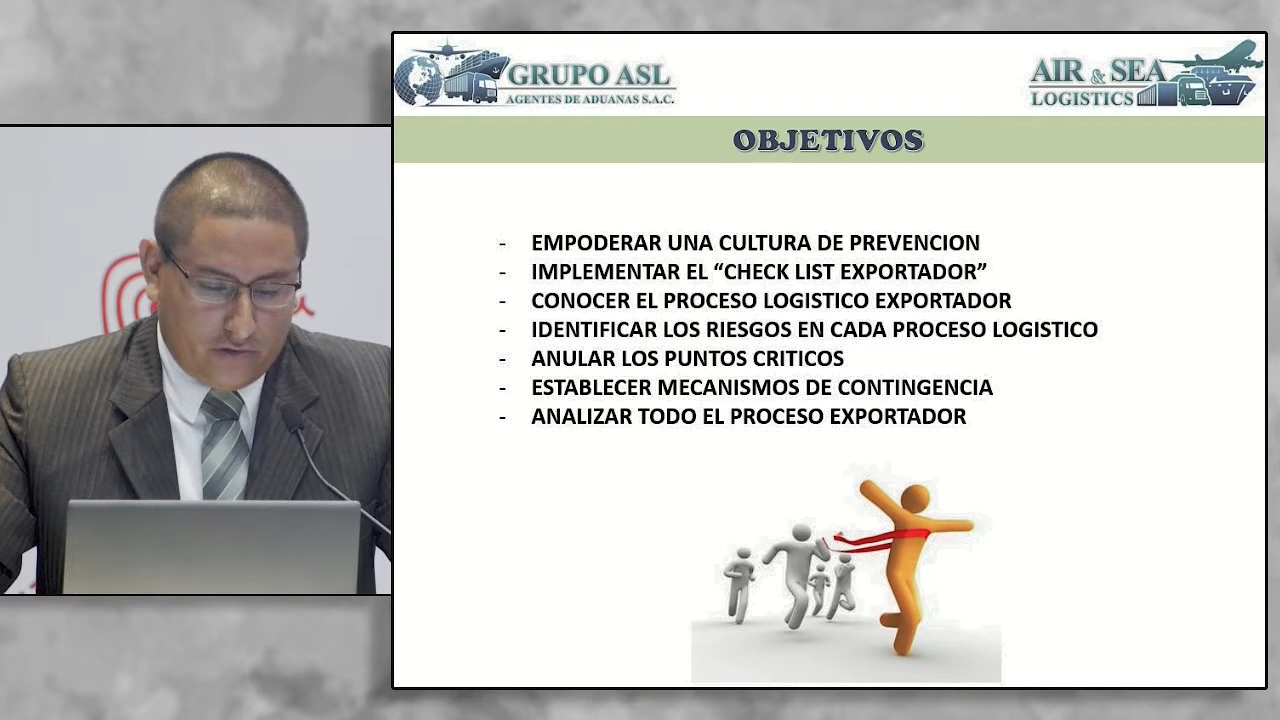 GRUPO ASL
AGENTES DE ADUANAS S.A.C.
AIR & SEA
LOGISTICS
OBJETIVOS
- EMPODERAR UNA CULTURA DE PREVENCION
- IMPLEMENTAR EL “CHECK LIST EXPORTADOR”
- CONOCER EL PROCESO LOGISTICO EXPORTADOR
- IDENTIFICAR LOS RIESGOS EN CADA PROCESO LOGISTICO
- ANULAR LOS PUNTOS CRITICOS
- ESTABLECER MECANISMOS DE CONTINGENCIA
- ANALIZAR TODO EL PROCESO EXPORTADOR